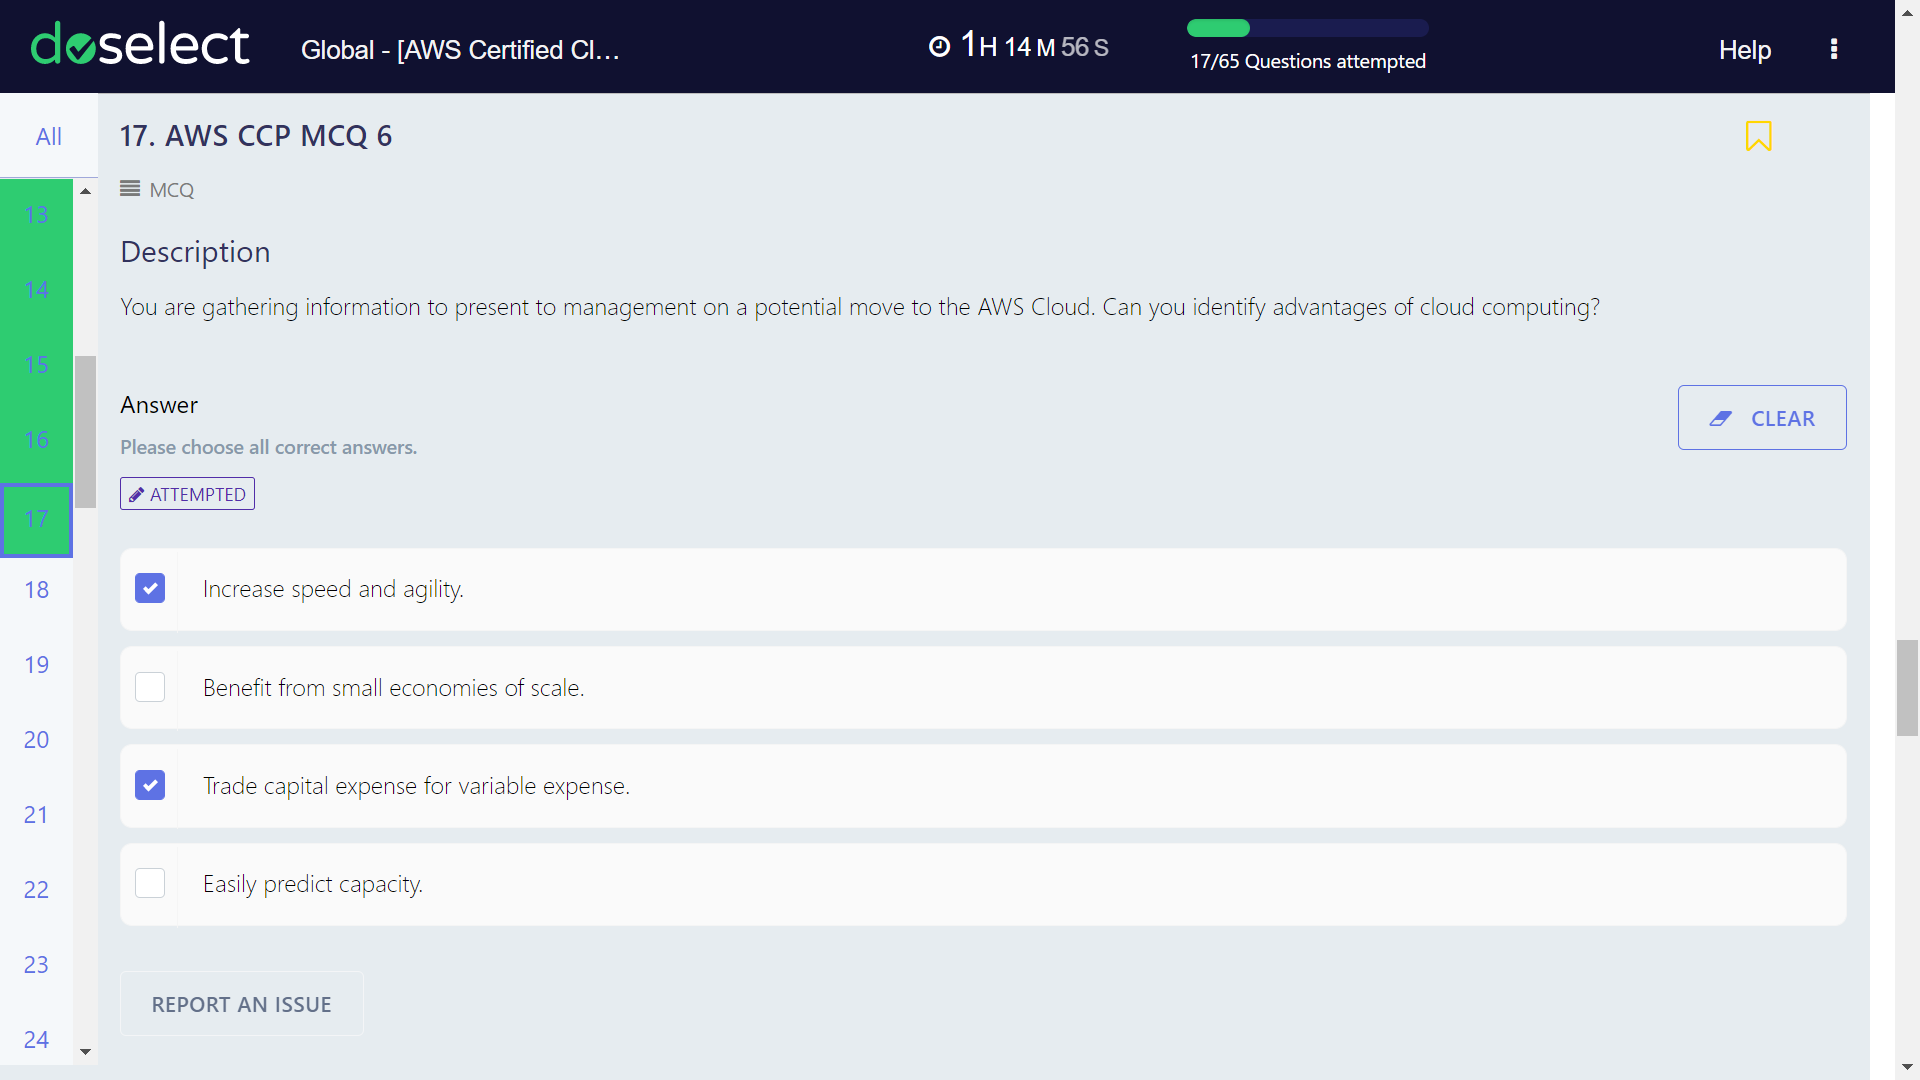 doselect
Global - [AWS Certified Cl...
1H 14 M 56 S
17/65 Questions attempted
Help
All
13
14
15
16
17
18
19
20
21
22
23
24
17. AWS CCP MCQ 6
MCQ
Description
You are gathering information to present to management on a potential move to the AWS Cloud. Can you identify advantages of cloud computing?
Answer
CLEAR
Please choose all correct answers.
ATTEMPTED
Increase speed and agility.
Benefit from small economies of scale.
Trade capital expense for variable expense.
Easily predict capacity.
REPORT AN ISSUE